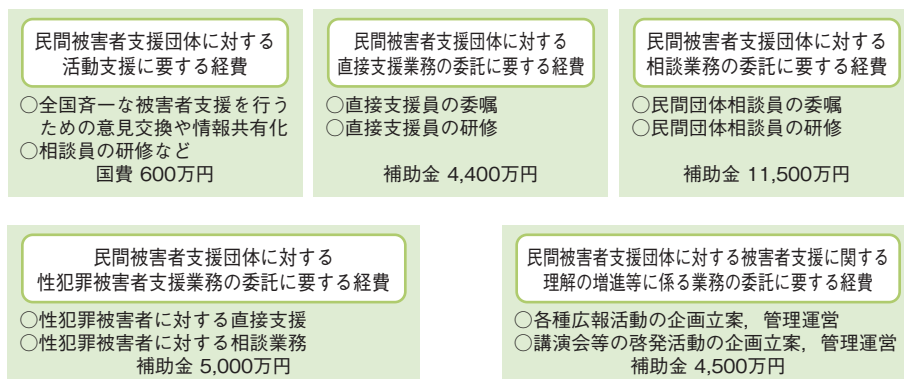 民間被害者支援団体に対する
活動支援に要する経費
○全国斉一な被害者支援を行う
ための意見交換や情報共有化
○相談員の研修など
国費 600万円
民間被害者支援団体に対する
直接支援業務の委託に要する経費
○直接支援員の委嘱
○直接支援員の研修
補助金 4,400万円
民間被害者支援団体に対する
相談業務の委託に要する経費
○民間団体相談員の委嘱
○民間団体相談員の研修
補助金 11,500万円
民間被害者支援団体に対する
性犯罪被害者支援業務の委託に要する経費
○性犯罪被害者に対する直接支援
○性犯罪被害者に対する相談業務
補助金 5,000万円
民間被害者支援団体に対する被害者支援に関する
理解の増進等に係る業務の委託に要する経費
○各種広報活動の企画立案，管理運営
○講演会等の啓発活動の企画立案，管理運営
補助金 4,500万円